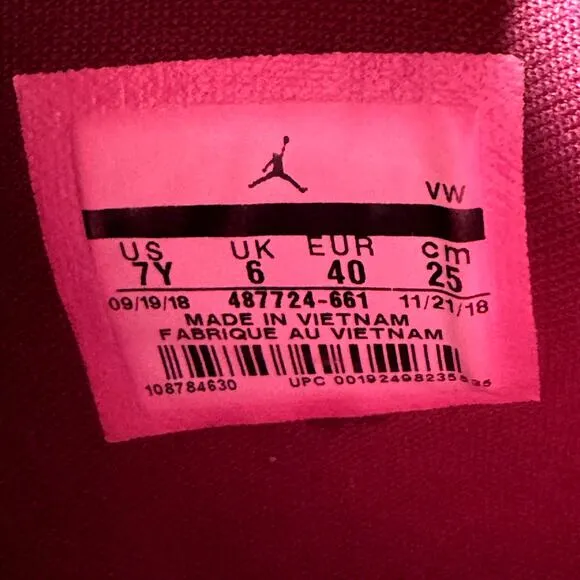 VW
US UK EUR cm
7Y 6 40 25
09/19/18 487724-661 11/21/18
MADE IN VIETNAM
FABRIQUE AU VIETNAM
108784630 UPC